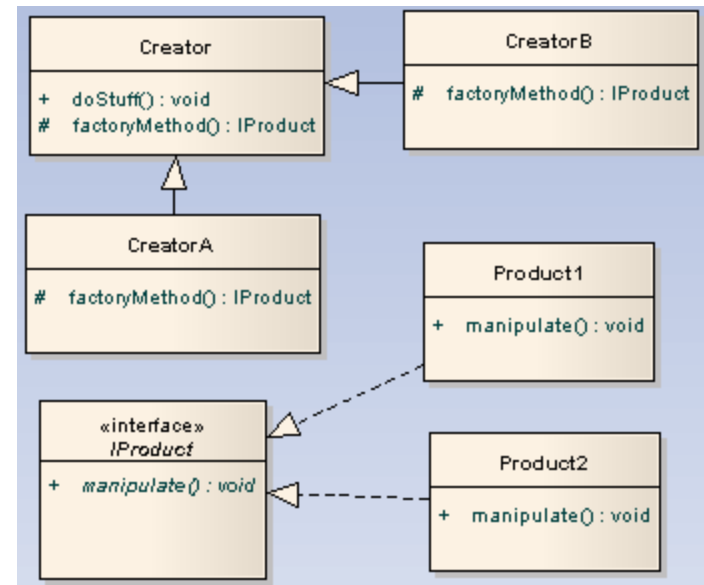 Creator
+ doStuff() : void
# factoryMethod() : IProduct
CreatorB
# factoryMethod() : IProduct
CreatorA
# factoryMethod() : IProduct
Product1
+ manipulate() : void
«interface»
IProduct
+ manipulate() : void
Product2
+ manipulate() : void